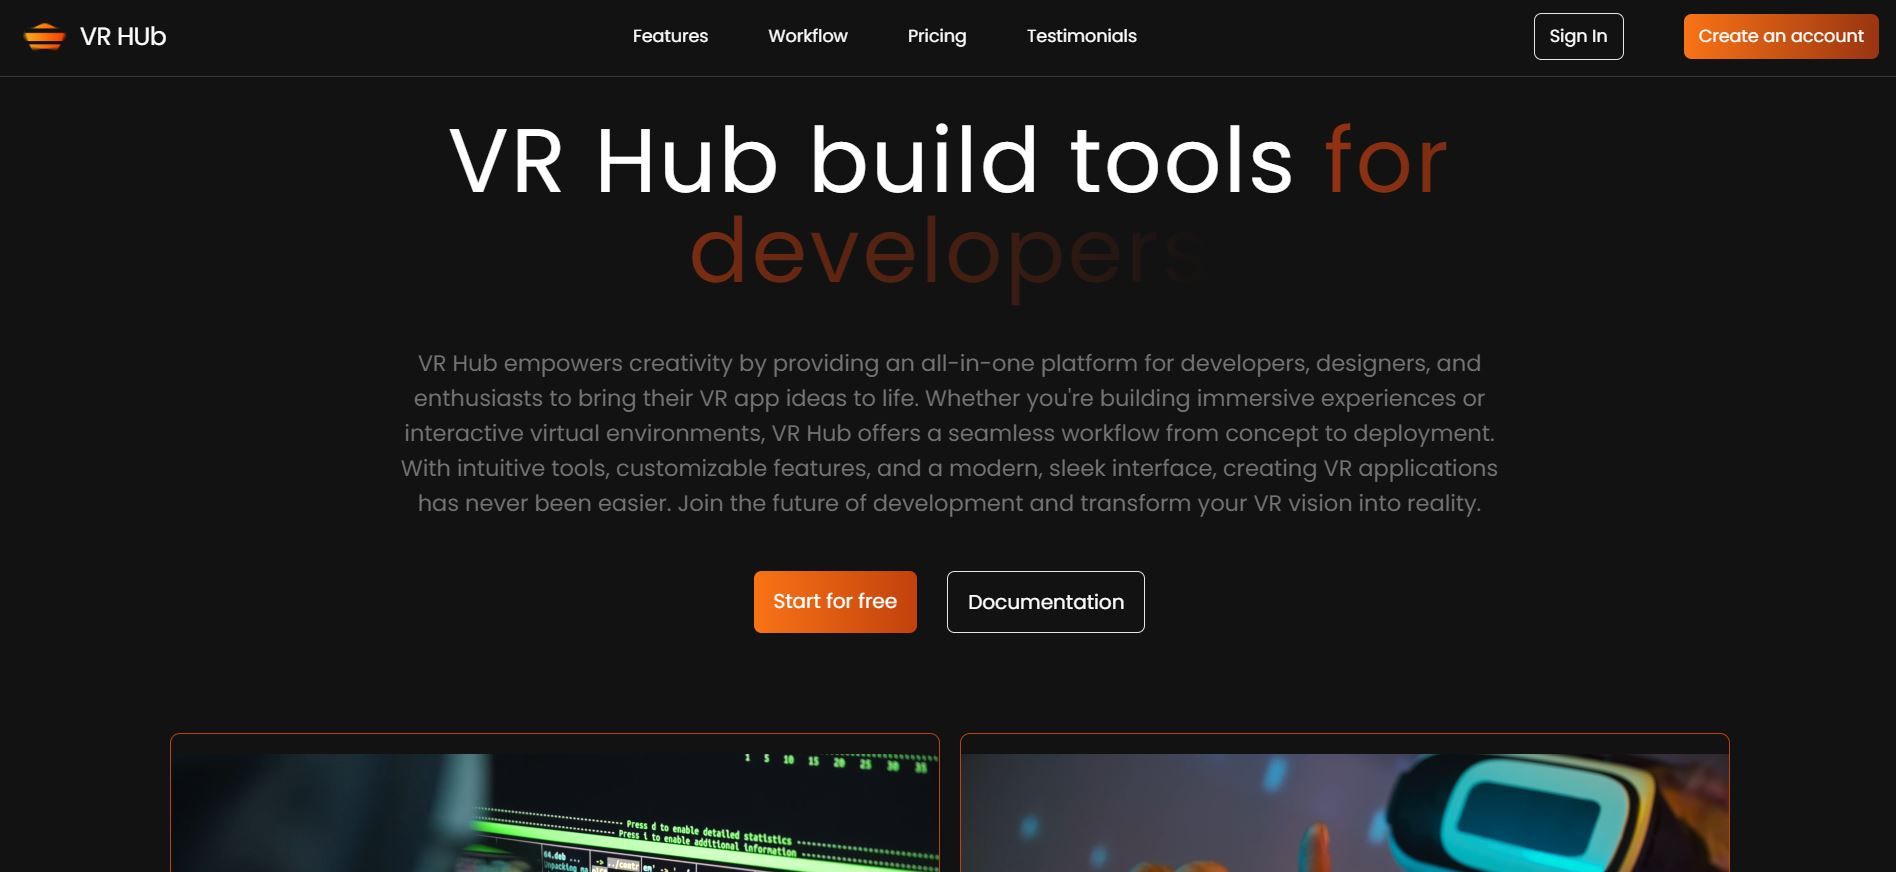 VR HUb
Features
Workflow
Pricing
Testimonials
Sign In
Create an account
VR Hub build tools for
developers
VR Hub empowers creativity by providing an all-in-one platform for developers, designers, and
enthusiasts to bring their VR app ideas to life. Whether you're building immersive experiences or
interactive virtual environments, VR Hub offers a seamless workflow from concept to deployment.
With intuitive tools, customizable features, and a modern, sleek interface, creating VR applications
has never been easier. Join the future of development and transform your VR vision into reality.
Start for free
Documentation
1 5 10 15 20 25 30 35
Press d to enable detailed statistics
Press i to enable additional information
64.deb ...
-> ../contr
em' -> '
Unpacking